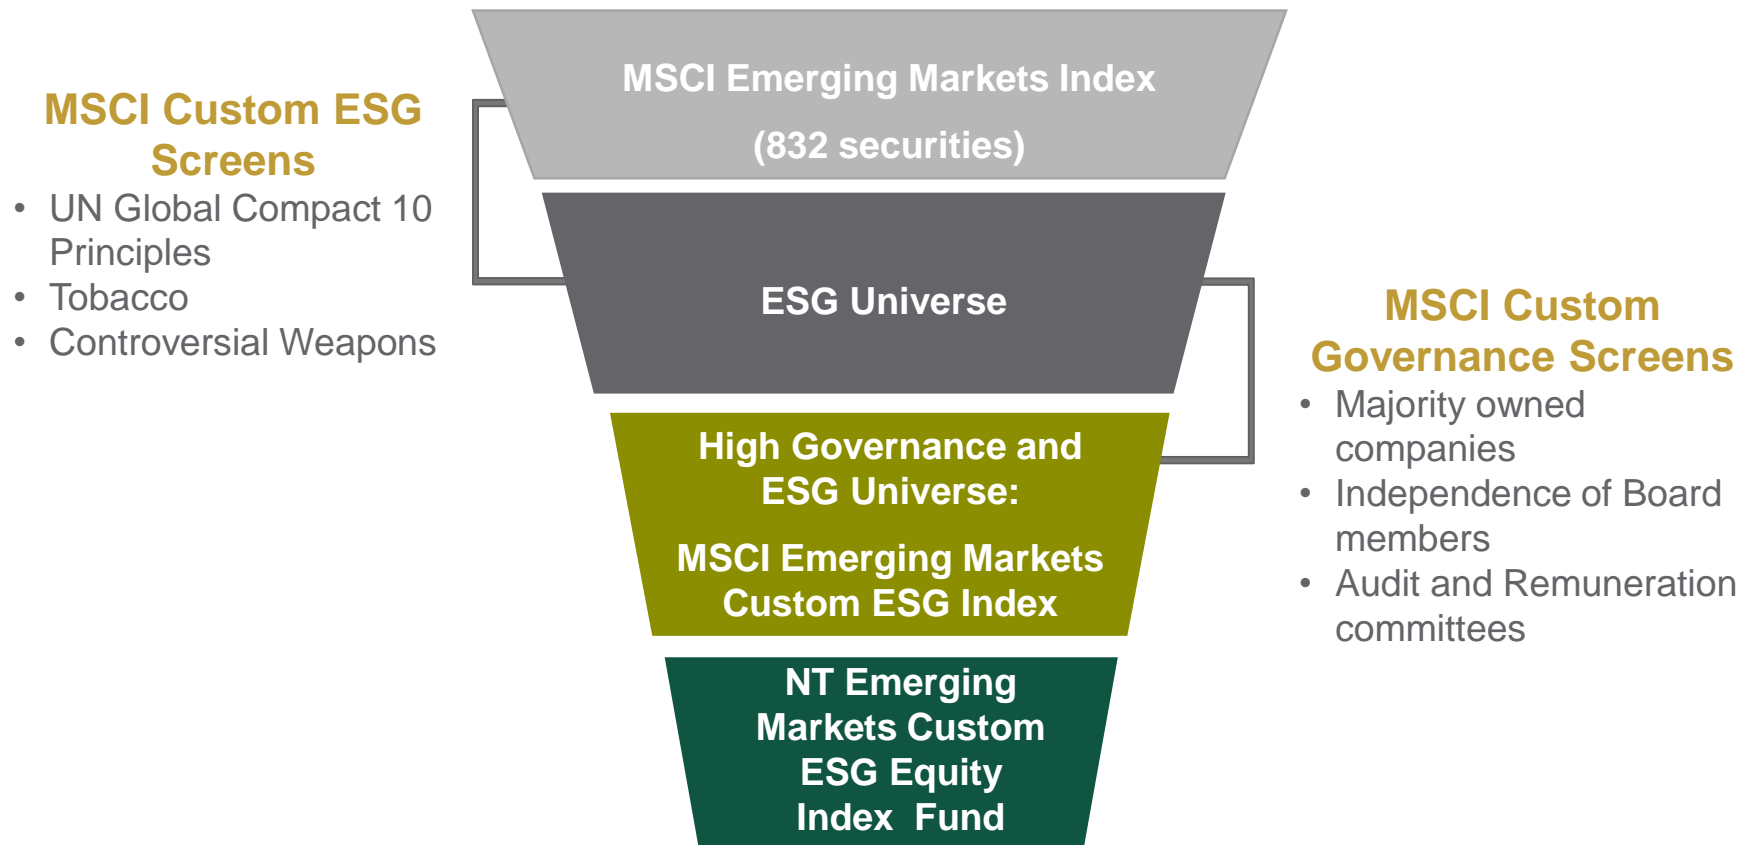 MSCI Emerging Markets Index
(832 securities)
MSCI Custom ESG
Screens
• UN Global Compact 10
Principles
• Tobacco
• Controversial Weapons
ESG Universe
MSCI Custom
Governance Screens
• Majority owned
companies
• Independence of Board
members
• Audit and Remuneration
committees
High Governance and
ESG Universe:
MSCI Emerging Markets
Custom ESG Index
NT Emerging
Markets Custom
ESG Equity
Index  Fund